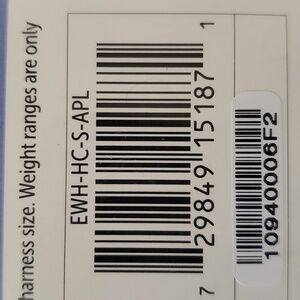 harness size. Weight ranges are only
EWH-HC-S-APL
7 29849 15187 1
10940006F2